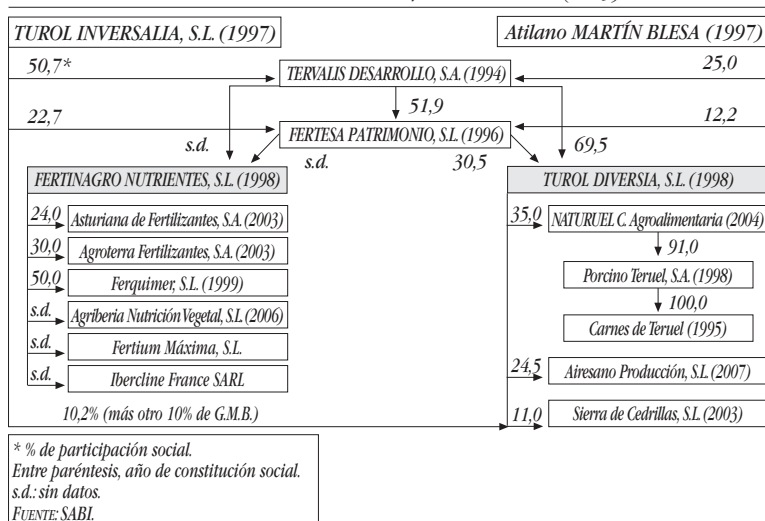 TUROL INVERSALIA, S.L. (1997)
Atilano MARTÍN BLESA (1997)
50,7*
TERVALIS DESARROLLO, S.A. (1994)
25,0
51,9
22,7
FERTESA PATRIMONIO, S.L. (1996)
12,2
s.d.
s.d.
30,5
69,5
FERTINAGRO NUTRIENTES, S.L. (1998)
TUROL DIVERSIA, S.L. (1998)
24,0
Asturiana de Fertilizantes, S.A. (2003)
30,0
Agroterra Fertilizantes, S.A. (2003)
50,0
Ferquimer, S.L. (1999)
s.d.
Agriberia Nutrición Vegetal, S.L (2006)
s.d.
Fertium Máxima, S.L.
s.d.
Ibercline France SARL
10,2% (más otro 10% de G.M.B.)
35,0
NATURUEL C. Agroalimentaria (2004)
91,0
Porcino Teruel, S.A. (1998)
100,0
Carnes de Teruel (1995)
24,5
Airesano Producción, S.L. (2007)
11,0
Sierra de Cedrillas, S.L. (2003)
* % de participación social.
Entre paréntesis, año de constitución social.
s.d.: sin datos.
FUENTE: SABI.